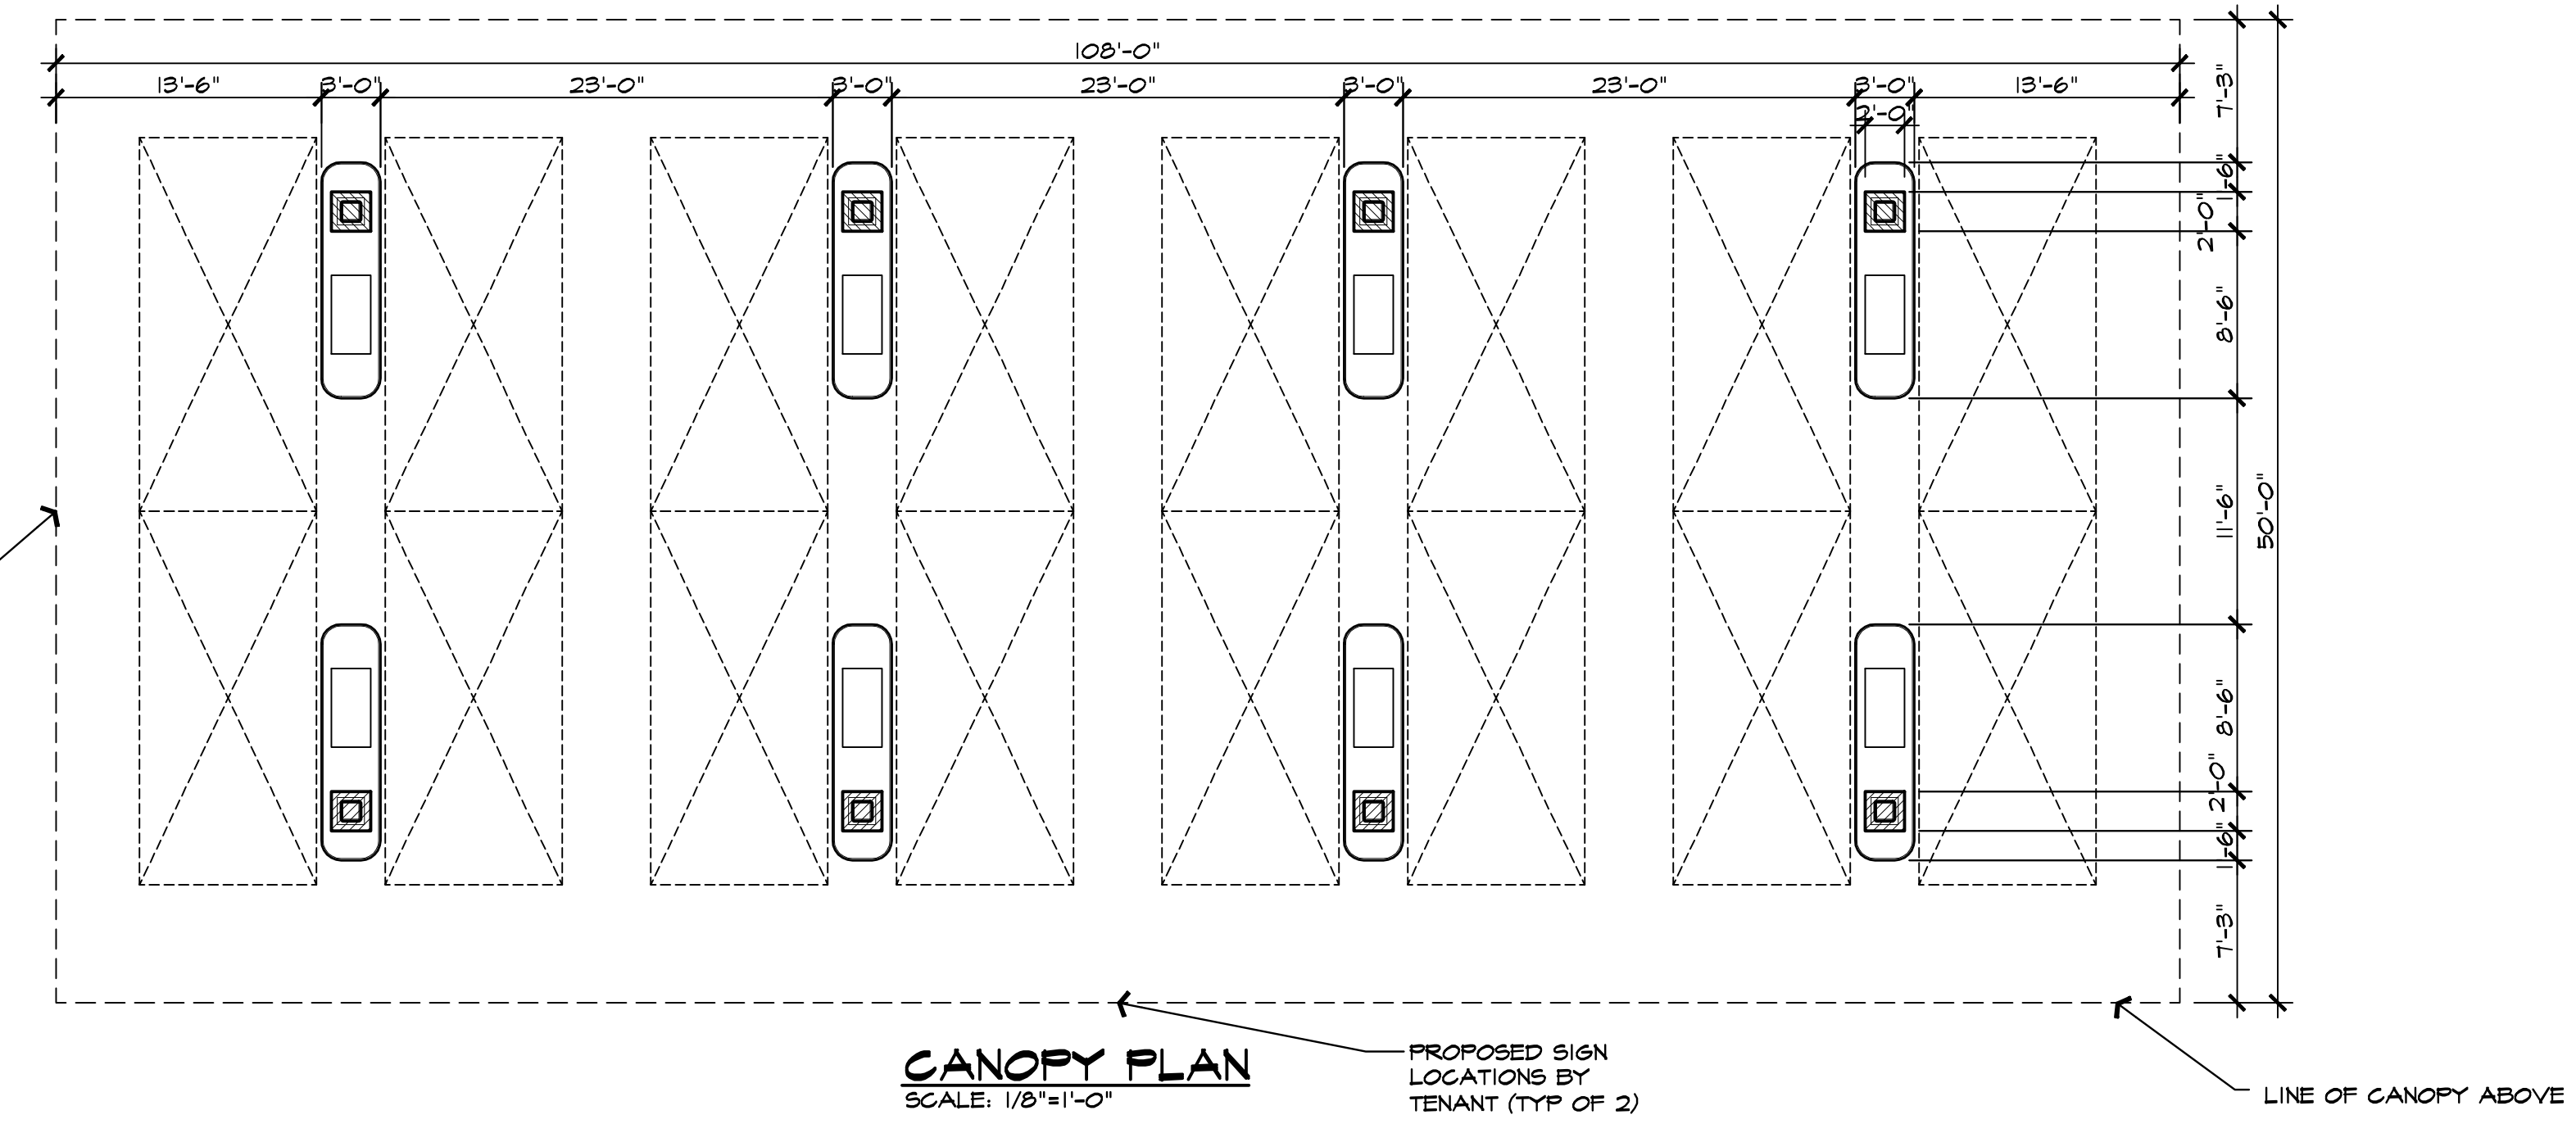 108'-0"
13'-6" 3'-0" 23'-0" 3'-0" 23'-0" 3'-0" 23'-0" 3'-0" 13'-6"
2'-0"
7'-3"
1'-6"
2'-0"
8'-6"
11'-6"
50'-0"
8'-6"
2'-0"
1'-6"
7'-3"
CANOPY PLAN
SCALE: 1/8"=1'-0"
PROPOSED SIGN
LOCATIONS BY
TENANT (TYP OF 2)
LINE OF CANOPY ABOVE